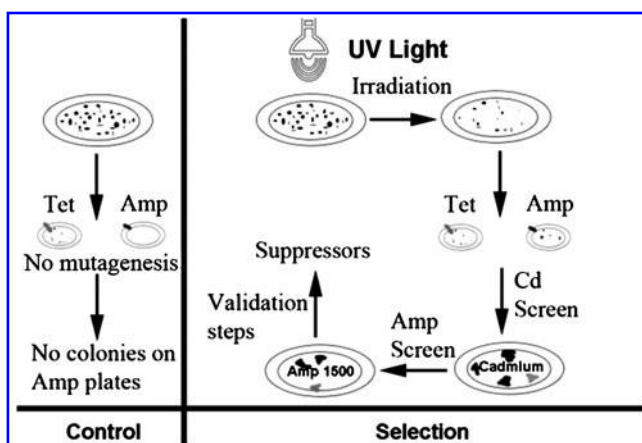 UV Light
Irradiation
Tet Amp
No mutagenesis
No colonies on
Amp plates
Tet Amp
Cd
Screen
Cadmium
Amp
Screen
Amp 1500
Validation
steps
Suppressors
Control
Selection